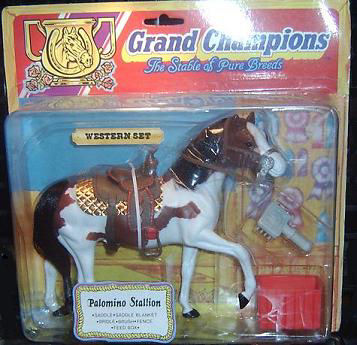 Grand Champions
The Stable of Pure Breeds
WESTERN SET
Palomino Stallion
•SADDLE•SADDLE BLANKET
•BRIDLE•BRUSH•FENCE
•FEED BOX•